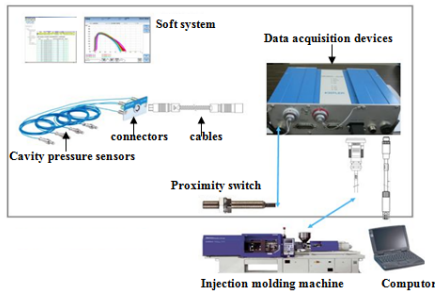 Soft system
Data acquisition devices
connectors
cables
Cavity pressure sensors
Proximity switch
Injection molding machine
Computor